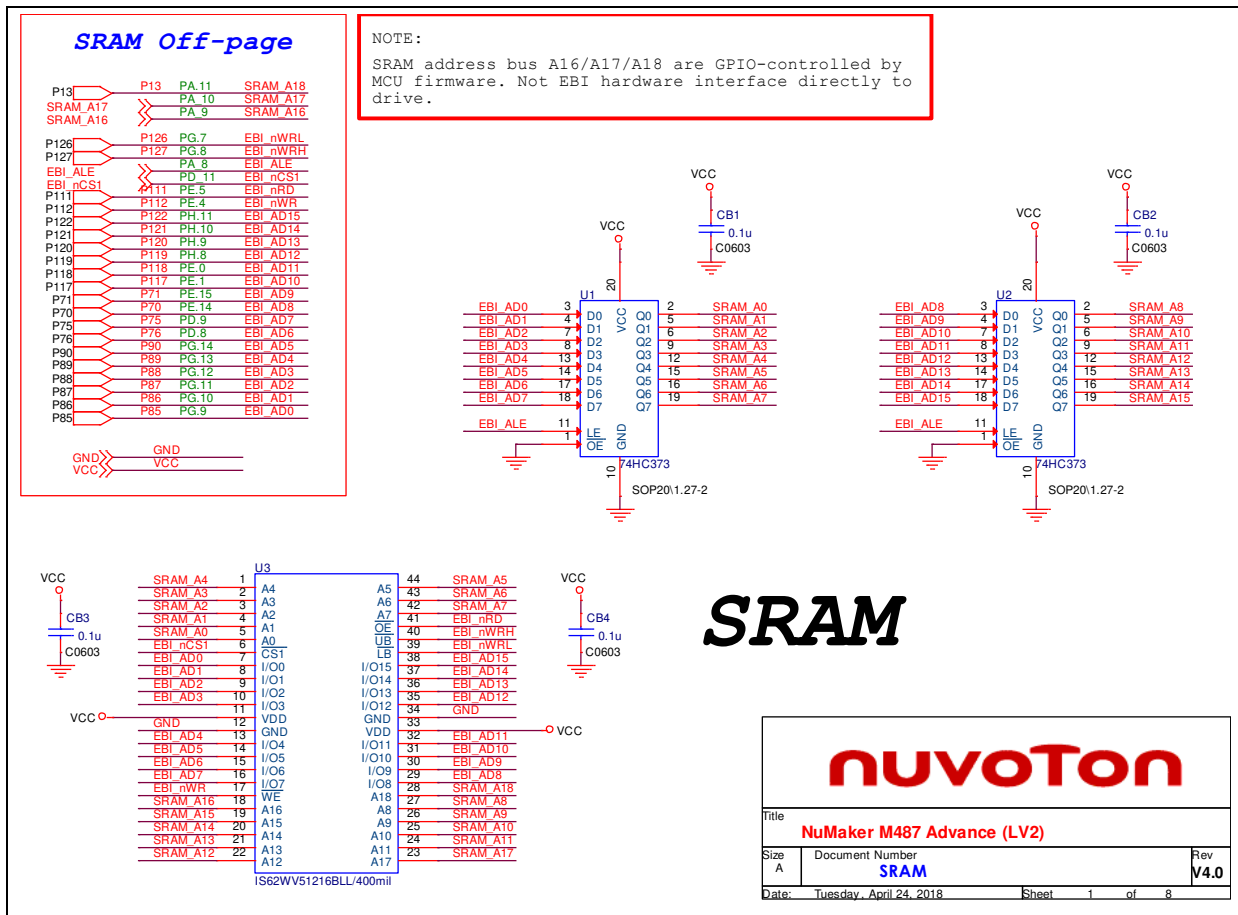 SRAM Off-page
P13 P13 PA.11 SRAM_A18
SRAM_A17 PA_10 SRAM_A17
SRAM_A16 PA_9 SRAM_A16
P126 P126 PG.7 EBI_nWRL
P127 P127 PG.8 EBI_nWRH
EBI_ALE PA_8 EBI_ALE
EBI_nCS1 PD_11 EBI_nCS1
P111 P111 PE.5 EBI_nRD
P112 P112 PE.4 EBI_nWR
P122 P122 PH.11 EBI_AD15
P121 P121 PH.10 EBI_AD14
P120 P120 PH.9 EBI_AD13
P119 P119 PH.8 EBI_AD12
P118 P118 PE.0 EBI_AD11
P117 P117 PE.1 EBI_AD10
P71 P71 PE.15 EBI_AD9
P70 P70 PE.14 EBI_AD8
P75 P75 PD.9 EBI_AD7
P76 P76 PD.8 EBI_AD6
P90 P90 PG.14 EBI_AD5
P89 P89 PG.13 EBI_AD4
P88 P88 PG.12 EBI_AD3
P87 P87 PG.11 EBI_AD2
P86 P86 PG.10 EBI_AD1
P85 P85 PG.9 EBI_AD0
GND GND
VCC VCC
NOTE:
SRAM address bus A16/A17/A18 are GPIO-controlled by
MCU firmware. Not EBI hardware interface directly to
drive.
VCC
CB1
0.1u
C0603
VCC
20
U1
EBI_AD0 3 D0 VCC Q0 2 SRAM_A0
EBI_AD1 4 D1 Q1 5 SRAM_A1
EBI_AD2 7 D2 Q2 6 SRAM_A2
EBI_AD3 8 D3 Q3 9 SRAM_A3
EBI_AD4 13 D4 Q4 12 SRAM_A4
EBI_AD5 14 D5 Q5 15 SRAM_A5
EBI_AD6 17 D6 Q6 16 SRAM_A6
EBI_AD7 18 D7 Q7 19 SRAM_A7
EBI_ALE 11 LE GND
1 OE
74HC373
10
SOP20\1.27-2
VCC
CB2
0.1u
C0603
VCC
20
U2
EBI_AD8 3 D0 VCC Q0 2 SRAM_A8
EBI_AD9 4 D1 Q1 5 SRAM_A9
EBI_AD10 7 D2 Q2 6 SRAM_A10
EBI_AD11 8 D3 Q3 9 SRAM_A11
EBI_AD12 13 D4 Q4 12 SRAM_A12
EBI_AD13 14 D5 Q5 15 SRAM_A13
EBI_AD14 17 D6 Q6 16 SRAM_A14
EBI_AD15 18 D7 Q7 19 SRAM_A15
EBI_ALE 11 LE GND
1 OE
74HC373
10
SOP20\1.27-2
VCC
CB3
0.1u
C0603
U3
SRAM_A4 1 A4 A5 44 SRAM_A5
SRAM_A3 2 A3 A6 43 SRAM_A6
SRAM_A2 3 A2 A7 42 SRAM_A7
SRAM_A1 4 A1 OE 41 EBI_nRD
SRAM_A0 5 A0 UB 40 EBI_nWRH
EBI_nCS1 6 CS1 LB 39 EBI_nWRL
EBI_AD0 7 I/O0 I/O15 38 EBI_AD15
EBI_AD1 8 I/O1 I/O14 37 EBI_AD14
EBI_AD2 9 I/O2 I/O13 36 EBI_AD13
EBI_AD3 10 I/O3 I/O12 35 EBI_AD12
VCC 11 VDD GND 34 GND
GND 12 GND VDD 33 VCC
EBI_AD4 13 I/O4 I/O11 32 EBI_AD11
EBI_AD5 14 I/O5 I/O10 31 EBI_AD10
EBI_AD6 15 I/O6 I/O9 30 EBI_AD9
EBI_AD7 16 I/O7 I/O8 29 EBI_AD8
EBI_nWR 17 WE A18 28 SRAM_A18
SRAM_A16 18 A16 A8 27 SRAM_A8
SRAM_A15 19 A15 A9 26 SRAM_A9
SRAM_A14 20 A14 A10 25 SRAM_A10
SRAM_A13 21 A13 A11 24 SRAM_A11
SRAM_A12 22 A12 A17 23 SRAM_A17
IS62WV51216BLL/400mil
VCC
CB4
0.1u
C0603
SRAM
nuvoTon
Title
NuMaker M487 Advance (LV2)
Size Document Number Rev
A SRAM V4.0
Date: Tuesday, April 24, 2018 Sheet 1 of 8